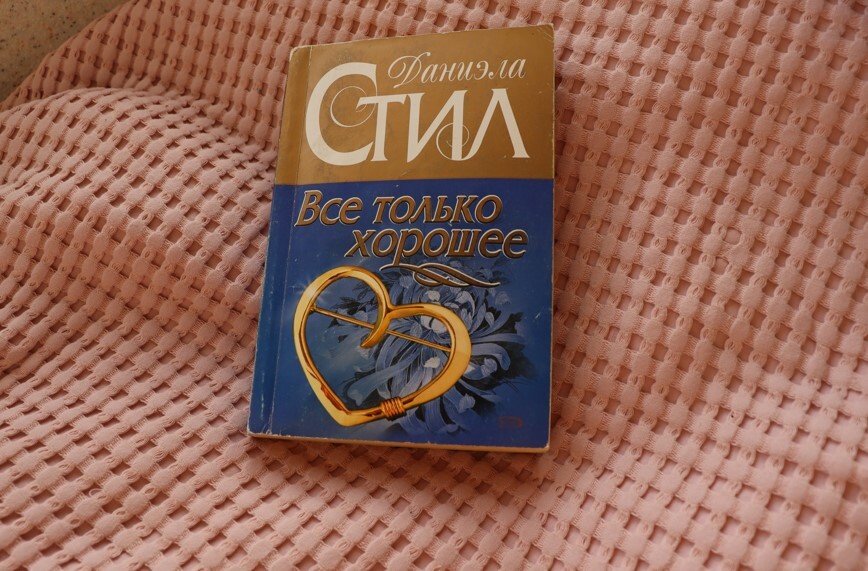 Даниэла
Стил
Все только
хорошее